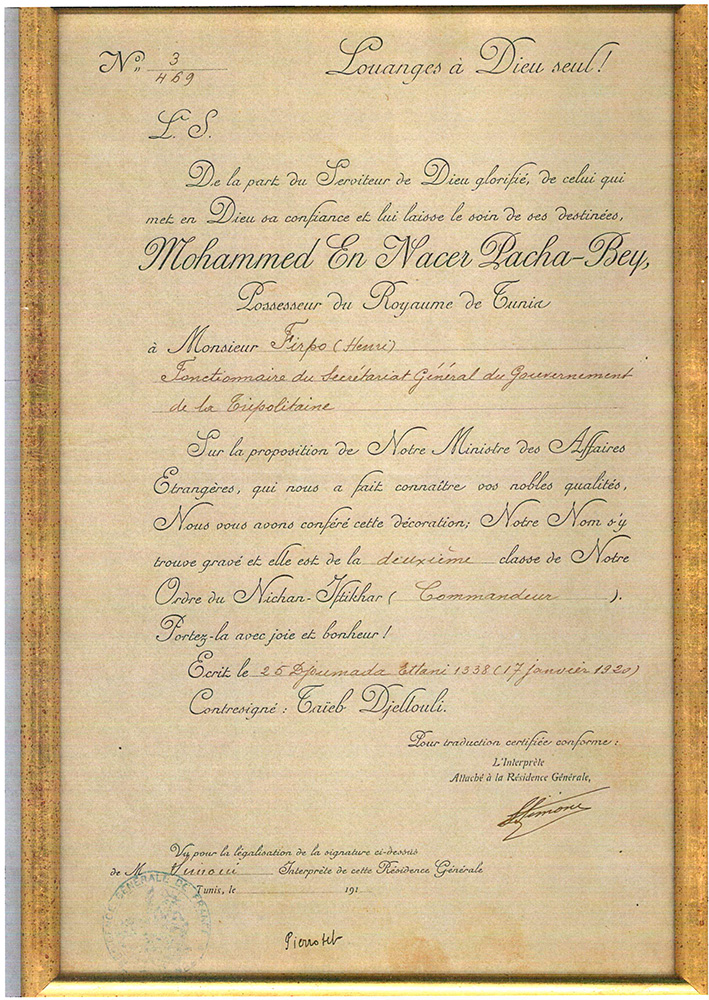 Nº 3
469
Louanges à Dieu seul!
L. S.
De la part du Serviteur de Dieu glorifié, de celui qui
met en Dieu sa confiance et lui laisse le soin de ses destinées,
Mohammed En Nacer Pacha-Bey,
Possesseur du Royaume de Tunis
à Monsieur Firpo (Henri)
Fonctionnaire du Secrétariat Général du Gouvernement
de la Tripolitaine
Sur la proposition de Notre Ministre des Affaires
Etrangères, qui nous a fait connaître vos nobles qualités,
Nous vous avons conféré cette décoration; Notre Nom s'y
trouve gravé et elle est de la deuxième classe de Notre
Ordre du Nichan-Iftikhar (Commandeur).
Portez-la avec joie et bonheur!
Ecrit le 25 Djoumada Ettani 1338 (17 janvier 1920)
Contresigné: Taïeb Djellouli.
Pour traduction certifiée conforme:
L'Interprète
Attaché à la Résidence Générale,
Vu pour la légalisation de la signature ci-dessus
de M Interprète de cette Résidence Générale
Tunis, le 191
GÉNÉRALE DE FRANCE